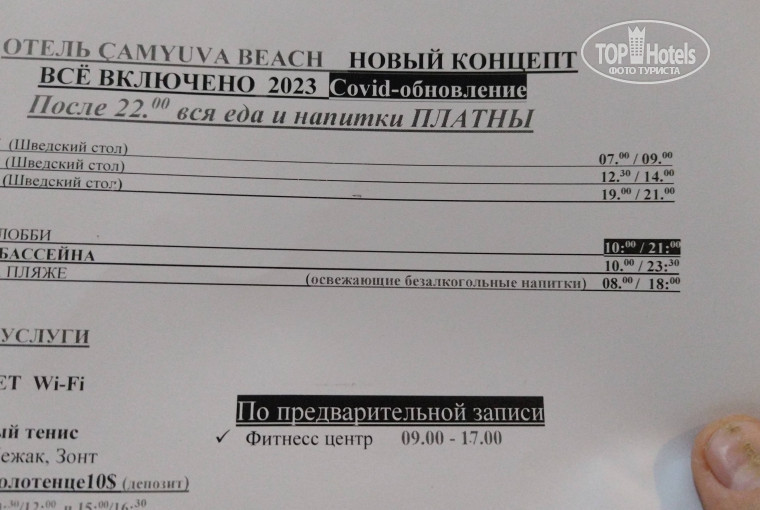 TOP Hotels
ФОТО ТУРИСТА
ОТЕЛЬ ÇAMYUVA BEACH НОВЫЙ КОНЦЕПТ
ВСЁ ВКЛЮЧЕНО 2023 Covid-обновление
После 22.00 вся еда и напитки ПЛАТНЫ
(Шведский стол) 07.00 / 09.00
(Шведский стол) 12.30 / 14.00
(Шведский стол) 19.00 / 21.00
ЛОББИ 10:00 / 21:00
БАССЕЙНА 10.00 / 23:30
ПЛЯЖЕ (освежающие безалкогольные напитки) 08.00 / 18:00
УСЛУГИ
ЕТ Wi-Fi
По предварительной записи
ый тенис
✓ Фитнесс центр 09.00 - 17.00
ежак, Зонт
олотенце10$ (депозит)